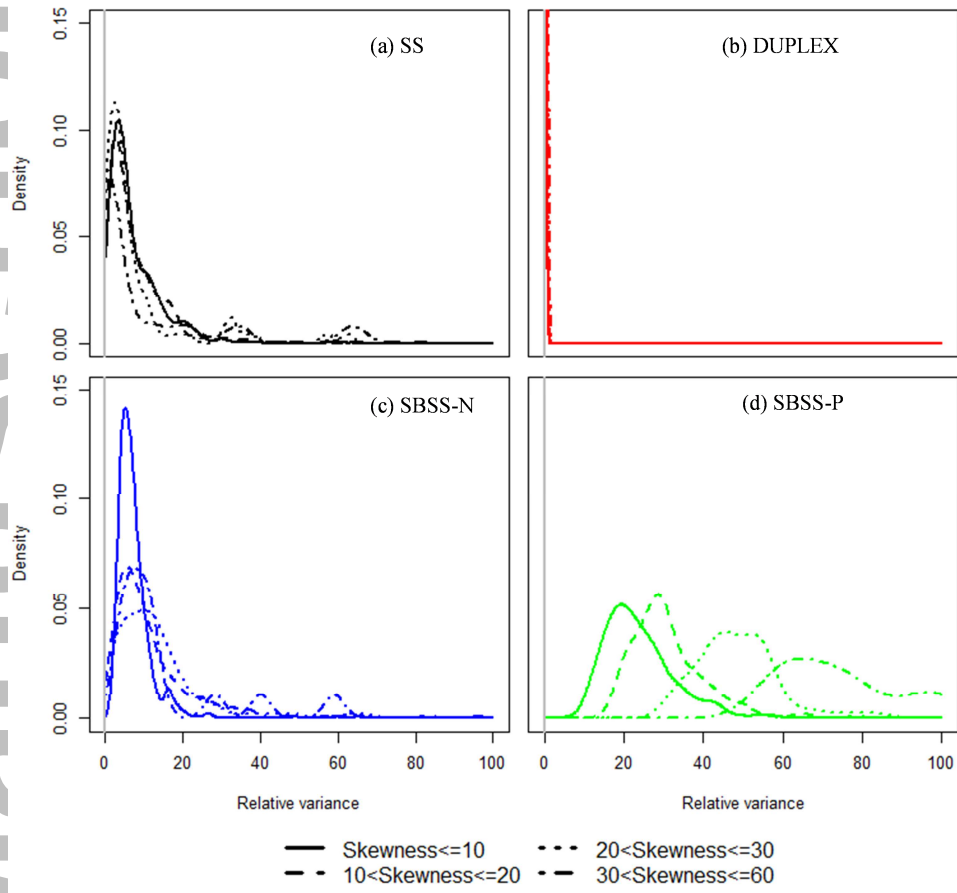 (a) SS
(b) DUPLEX
0.15
0.10
0.05
0.00
Density
(c) SBSS-N
(d) SBSS-P
0.15
0.10
0.05
0.00
Density
0 20 40 60 80 100
0 20 40 60 80 100
Relative variance
Relative variance
Skewness<=10
20<Skewness<=30
10<Skewness<=20
30<Skewness<=60